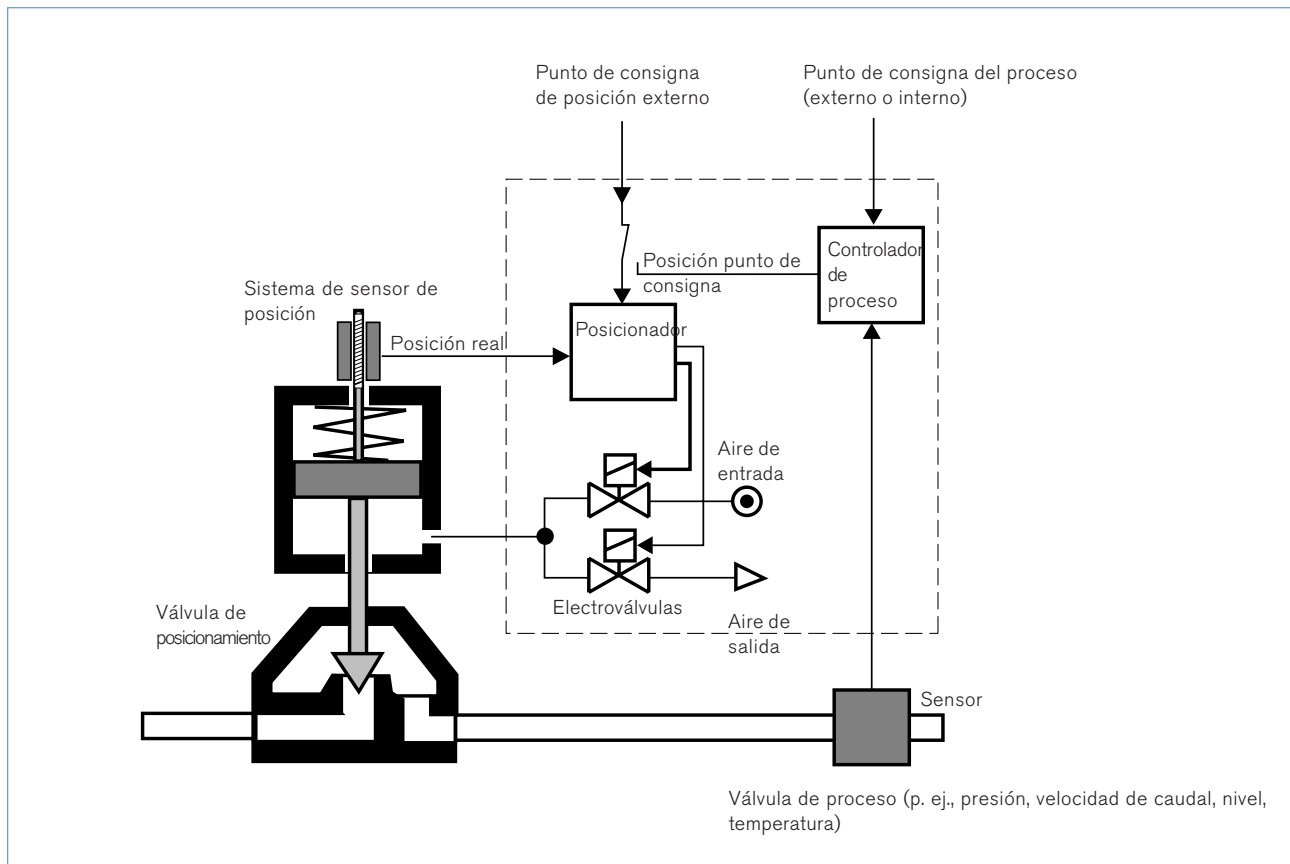 Punto de consigna
de posición externo
Punto de consigna del proceso
(externo o interno)
Controlador
de
proceso
Posición punto de
consigna
Sistema de sensor de
posición
Posicionador
Posición real
Aire de
entrada
Electroválvulas
Válvula de
posicionamiento
Aire de
salida
Sensor
Válvula de proceso (p. ej., presión, velocidad de caudal, nivel,
temperatura)